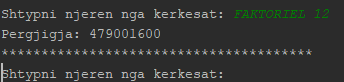 Shtypni njeren nga kerkesat: FAKTORIEL 12
Pergjigja: 479001600
***************************************
Shtypni njeren nga kerkesat: